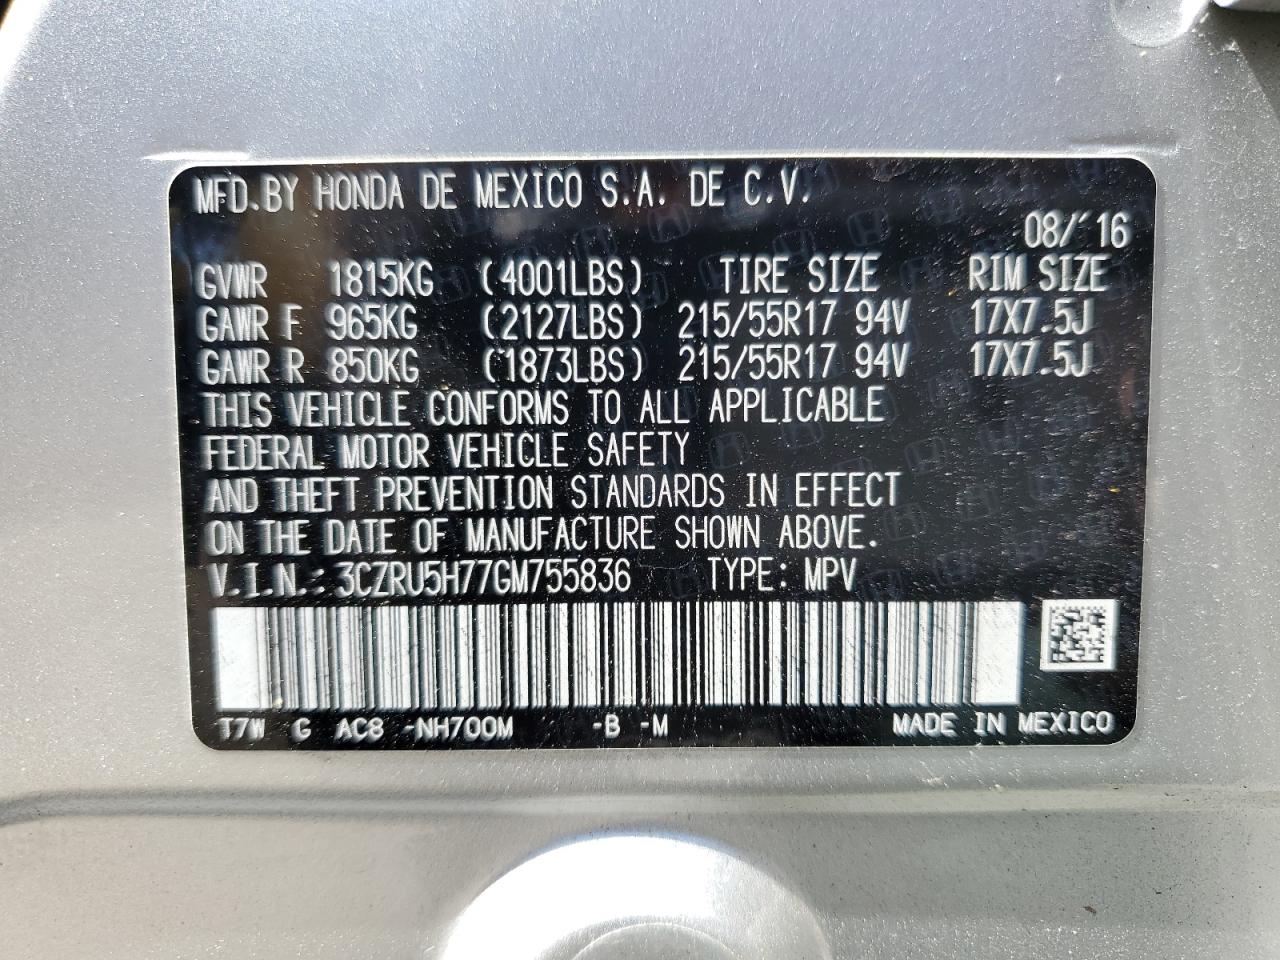 MFD.BY HONDA DE MEXICO S.A. DE C.V.
08/´16
GVWR 1815KG (4001LBS) TIRE SIZE RIM SIZE
GAWR F 965KG (2127LBS) 215/55R17 94V 17X7.5J
GAWR R 850KG (1873LBS) 215/55R17 94V 17X7.5J
THIS VEHICLE CONFORMS TO ALL APPLICABLE
FEDERAL MOTOR VEHICLE SAFETY
AND THEFT PREVENTION STANDARDS IN EFFECT
ON THE DATE OF MANUFACTURE SHOWN ABOVE.
V.I.N.: 3CZRU5H77GM755836 TYPE: MPV
T7W G AC8 -NH700M -B -M MADE IN MEXICO